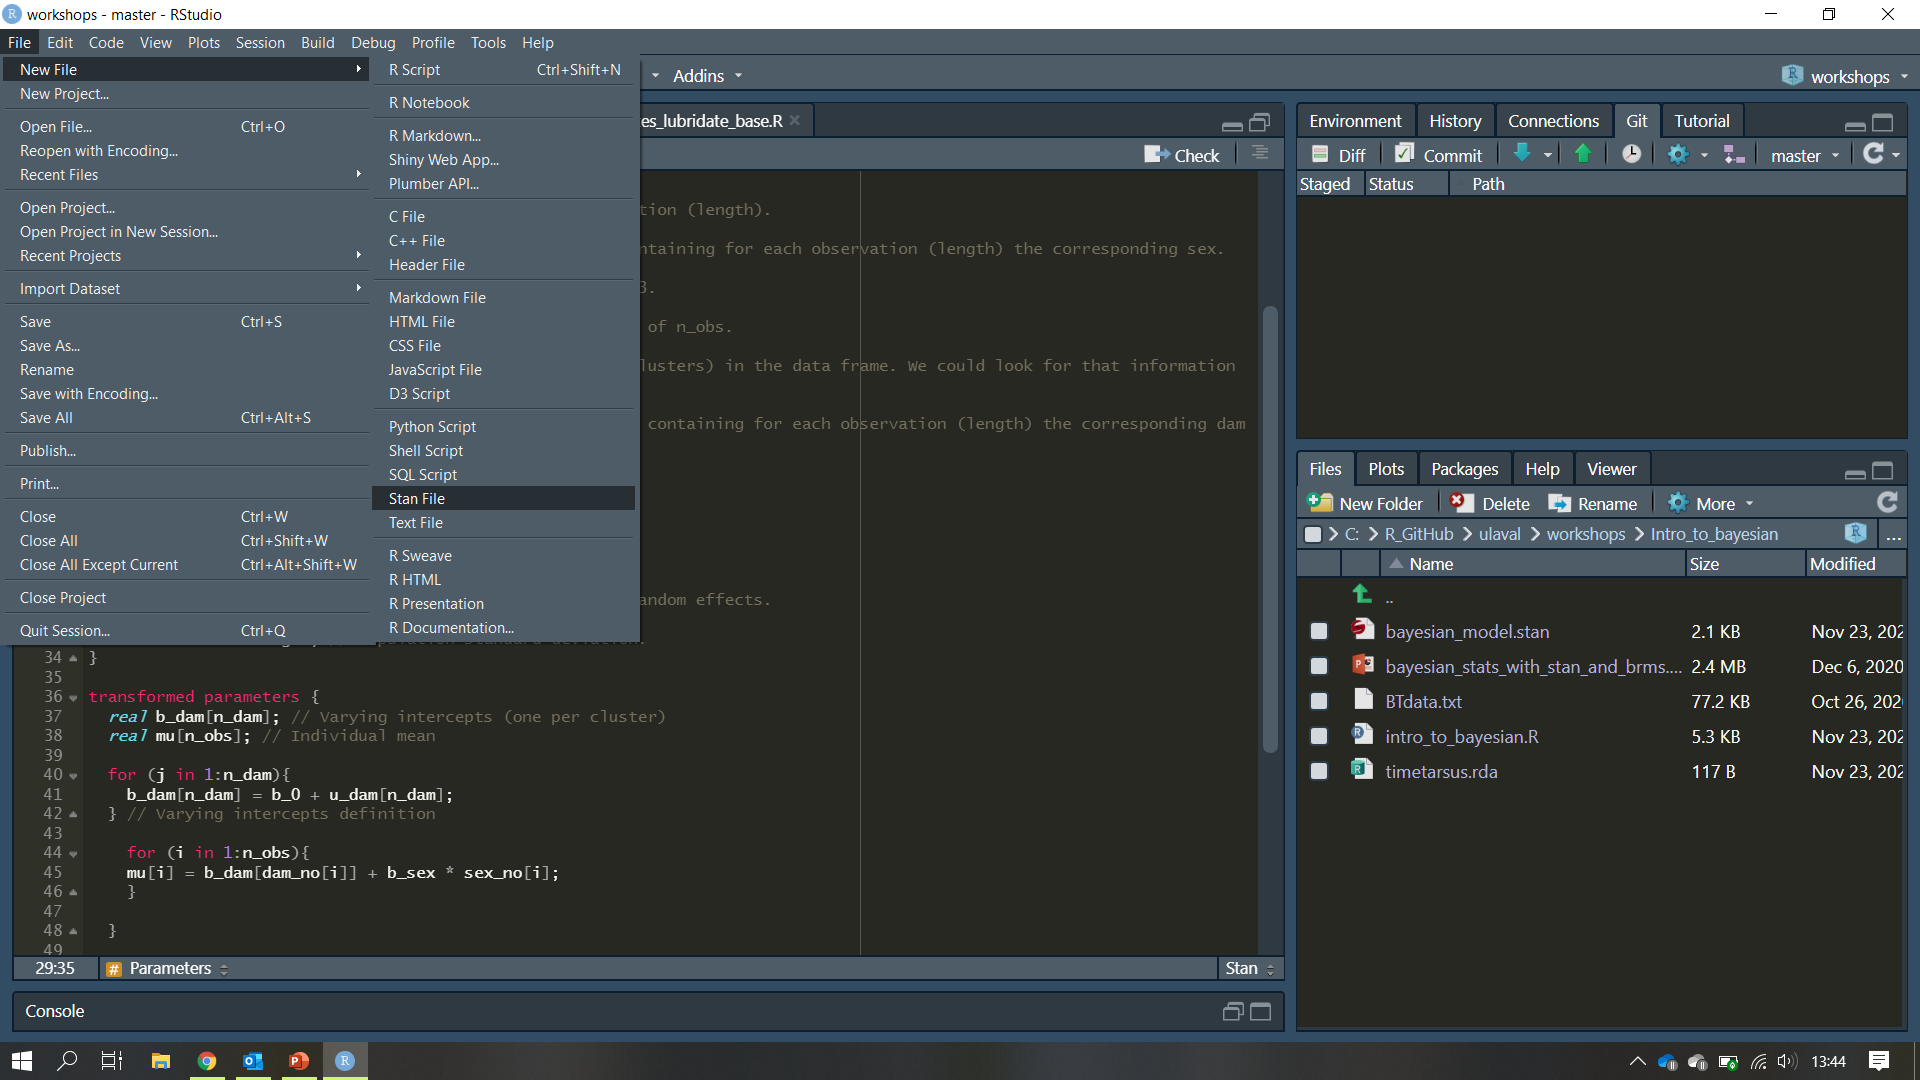 workshops - master - RStudio
File Edit Code View Plots Session Build Debug Profile Tools Help
New File
New Project...
Open File... Ctrl+O
Reopen with Encoding...
Recent Files
Open Project...
Open Project in New Session...
Recent Projects
Import Dataset
Save Ctrl+S
Save As...
Rename
Save with Encoding...
Save All Ctrl+Alt+S
Publish...
Print...
Close Ctrl+W
Close All Ctrl+Shift+W
Close All Except Current Ctrl+Alt+Shift+W
Close Project
Quit Session... Ctrl+Q
R Script Ctrl+Shift+N
R Notebook
R Markdown...
Shiny Web App...
Plumber API...
C File
C++ File
Header File
Markdown File
HTML File
CSS File
JavaScript File
D3 Script
Python Script
Shell Script
SQL Script
Stan File
Text File
R Sweave
R HTML
R Presentation
R Documentation...
Addins
workshops
es_lubridate_base.R
Check
tion (length).
ntaining for each observation (length) the corresponding sex.
3.
of n_obs.
lusters) in the data frame. We could look for that information
containing for each observation (length) the corresponding dam
andom effects.
34 }
35
36 transformed parameters {
37 real b_dam[n_dam]; // Varying intercepts (one per cluster)
38 real mu[n_obs]; // Individual mean
39
40 for (j in 1:n_dam){
41 b_dam[n_dam] = b_0 + u_dam[n_dam];
42 } // Varying intercepts definition
43
44 for (i in 1:n_obs){
45 mu[i] = b_dam[dam_no[i]] + b_sex * sex_no[i];
46 }
47
48 }
49
29:35 # Parameters Stan
Console
Environment History Connections Git Tutorial
Diff Commit master
Staged Status Path
Files Plots Packages Help Viewer
New Folder Delete Rename More
C: R_GitHub ulaval workshops Intro_to_bayesian ...
Name Size Modified
..
bayesian_model.stan 2.1 KB Nov 23, 202
bayesian_stats_with_stan_and_brms.... 2.4 MB Dec 6, 2020
BTdata.txt 77.2 KB Oct 26, 202
intro_to_bayesian.R 5.3 KB Nov 23, 202
timetarsus.rda 117 B Nov 23, 202
13:44